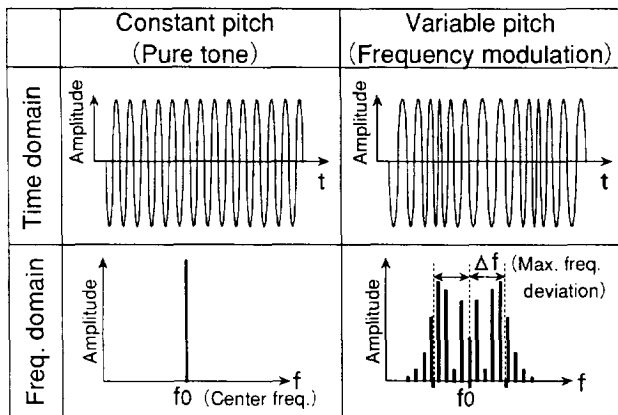 Constant pitch
(Pure tone)
Variable pitch
(Frequency modulation)
Time domain
Amplitude
t
Amplitude
t
Freq. domain
Amplitude
f
f0 (Center freq.)
Amplitude
Δf (Max. freq.
deviation)
f
f0